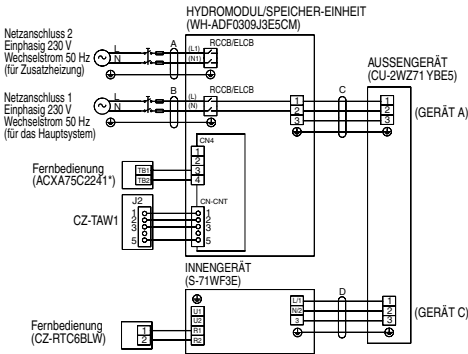 HYDROMODUL/SPEICHER-EINHEIT
(WH-ADF0309J3E5CM)
Netzanschluss 2
Einphasig 230 V
Wechselstrom 50 Hz
(für Zusatzheizung)
L
N
A
(L1)
(N1)
RCCB/ELCB
AUSSENGERÄT
(CU-2WZ71YBE5)
Netzanschluss 1
Einphasig 230 V
Wechselstrom 50 Hz
(für das Hauptsystem)
L
N
B
(L)
(N)
RCCB/ELCB
1
2
3
C
1
2
3
(GERÄT A)
Fernbedienung
(ACXA75C2241*)
TB1
TB2
CN4
1
2
3
4
CZ-TAW1
J2
1
2
3
5
CN-CNT
1
2
3
5
INNENGERÄT
(S-71WF3E)
U1
U2
R1
R2
L/1
N/2
3
D
1
2
3
(GERÄT C)
Fernbedienung
(CZ-RTC6BLW)
1
2